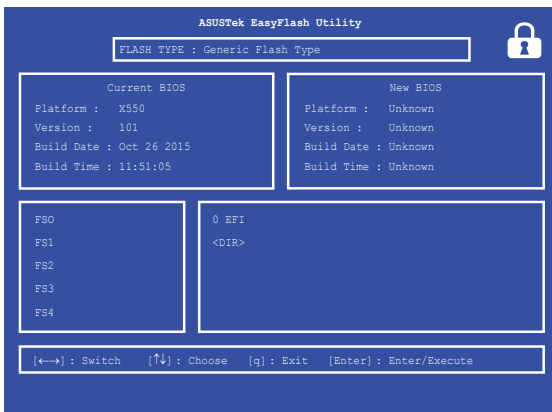 ASUSTek EasyFlash Utility
FLASH TYPE : Generic Flash Type
Current BIOS
Platform : X550
Version : 101
Build Date : Oct 26 2015
Build Time : 11:51:05
New BIOS
Platform : Unknown
Version : Unknown
Build Date : Unknown
Build Time : Unknown
FSO
FS1
FS2
FS3
FS4
0 EFI
<DIR>
[←→] : Switch [↑↓] : Choose [q] : Exit [Enter] : Enter/Execute